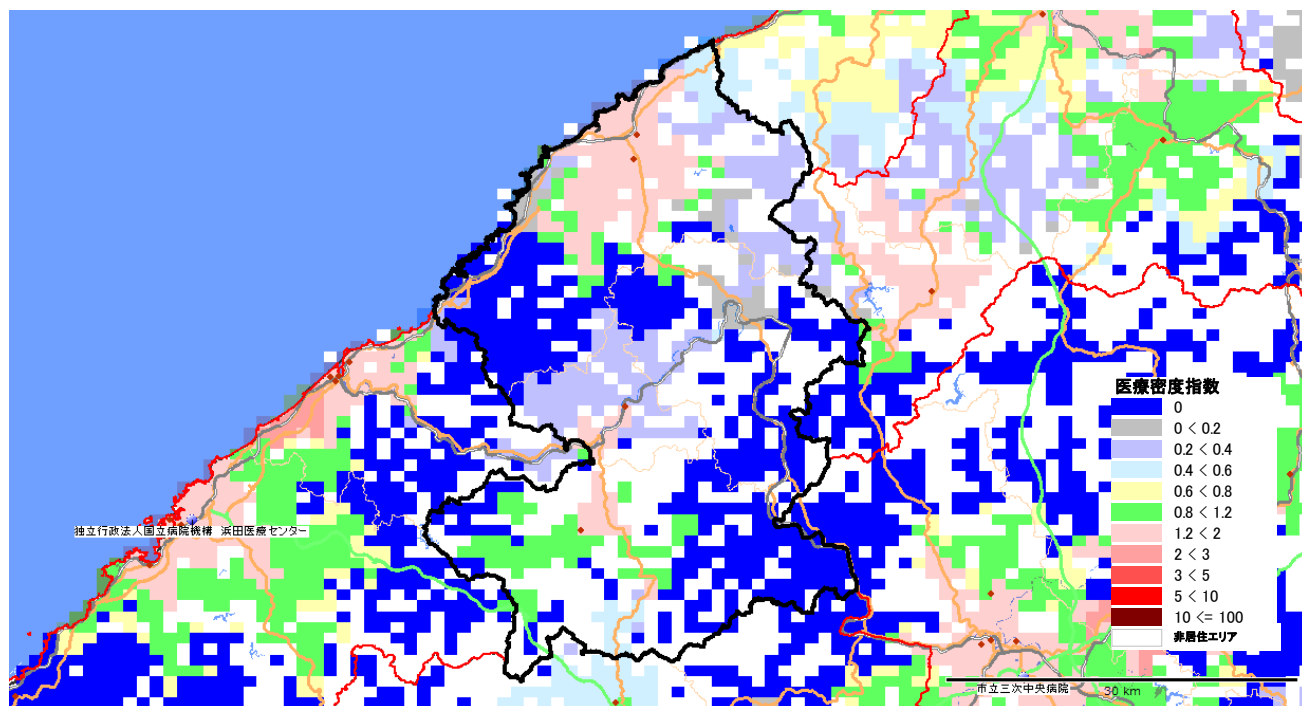 医療密度指数
0
0 < 0.2
0.2 < 0.4
0.4 < 0.6
0.6 < 0.8
0.8 < 1.2
1.2 < 2
2 < 3
3 < 5
5 < 10
10 <= 100
非居住エリア
独立行政法人国立病院機構 浜田医療センター
市立三次中央病院
30 km